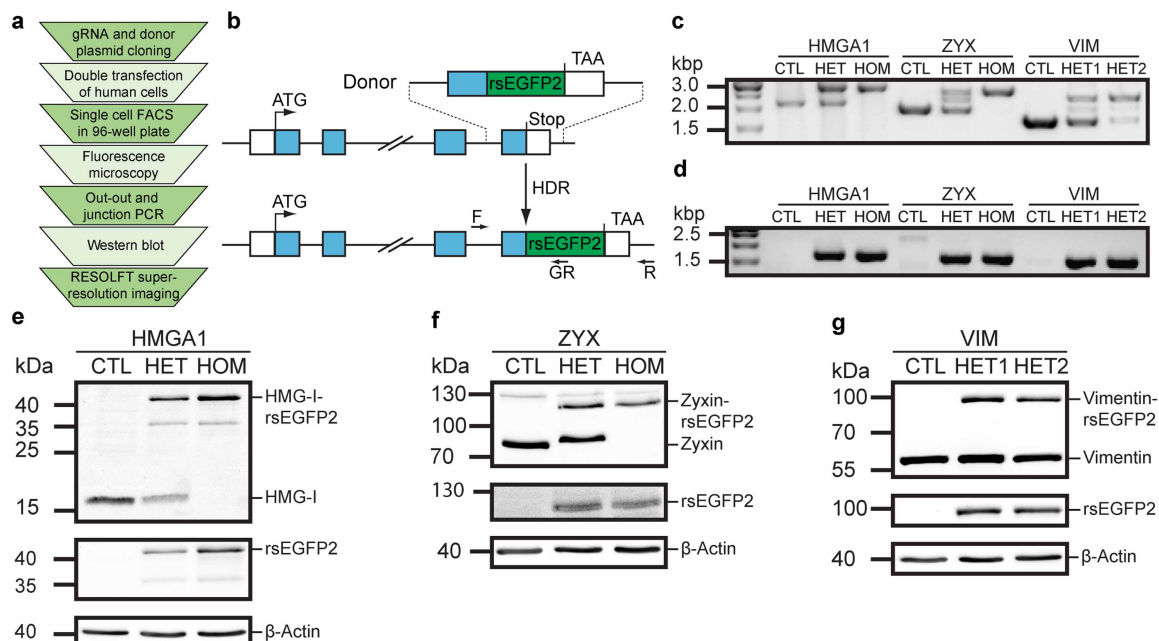 a
gRNA and donor
plasmid cloning
Double transfection
of human cells
Single cell FACS
in 96-well plate
Fluorescence
microscopy
Out-out and
junction PCR
Western blot
RESOLFT super-
resolution imaging
b
Donor
TAA
rsEGFP2
ATG
Stop
HDR
ATG
F
TAA
rsEGFP2
GR
R
c
HMGA1 ZYX VIM
kbp CTL HET HOM CTL HET HOM CTL HET1 HET2
3.0
2.0
1.5
d
HMGA1 ZYX VIM
kbp CTL HET HOM CTL HET HOM CTL HET1 HET2
2.5
1.5
e
HMGA1
kDa CTL HET HOM
40
35
25
15
HMG-I-
rsEGFP2
HMG-I
40
35
rsEGFP2
40
β-Actin
f
ZYX
kDa CTL HET HOM
130
100
70
Zyxin-
rsEGFP2
Zyxin
130
rsEGFP2
40
β-Actin
g
VIM
kDa CTL HET1 HET2
100
70
55
Vimentin-
rsEGFP2
Vimentin
100
rsEGFP2
40
β-Actin